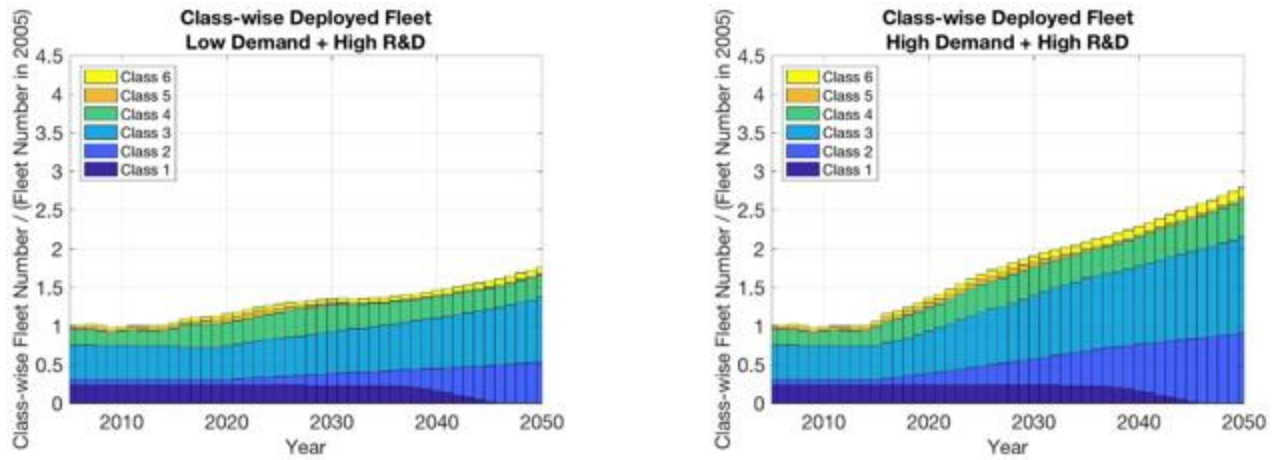 Class-wise Deployed Fleet
Low Demand + High R&D
Class-wise Fleet Number / (Fleet Number in 2005)
4.5
4
3.5
3
2.5
2
1.5
1
0.5
0
Class 6
Class 5
Class 4
Class 3
Class 2
Class 1
2010 2020 2030 2040 2050
Year
Class-wise Deployed Fleet
High Demand + High R&D
Class-wise Fleet Number / (Fleet Number in 2005)
4.5
4
3.5
3
2.5
2
1.5
1
0.5
0
Class 6
Class 5
Class 4
Class 3
Class 2
Class 1
2010 2020 2030 2040 2050
Year